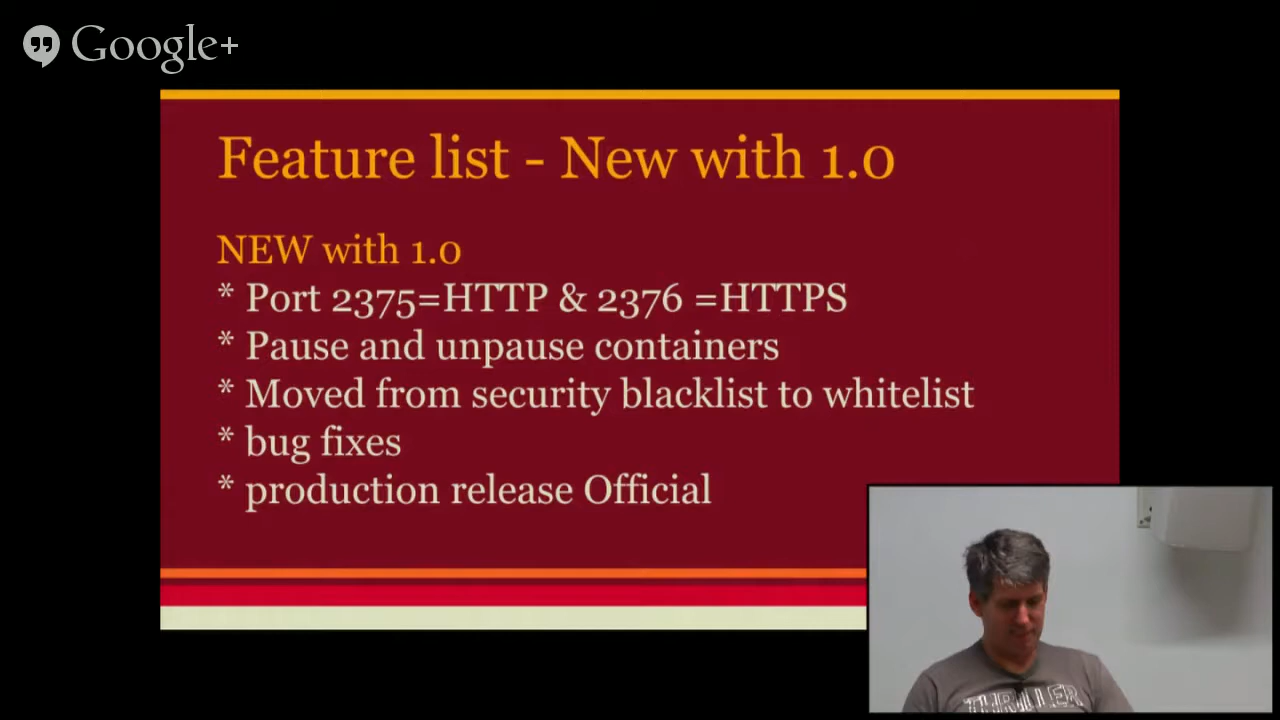 Google+
Feature list - New with 1.0
NEW with 1.0
* Port 2375=HTTP & 2376 =HTTPS
* Pause and unpause containers
* Moved from security blacklist to whitelist
* bug fixes
* production release Official
THRILLER